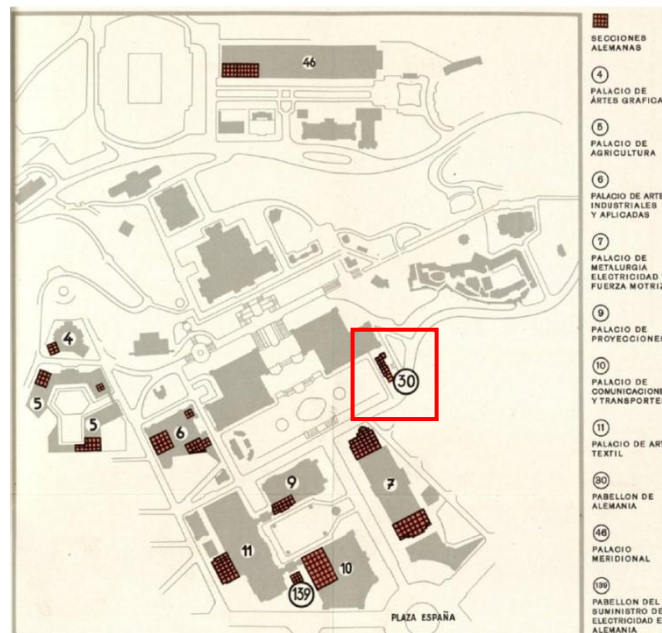 46
4
5
5
6
30
7
9
11
10
139
PLAZA ESPAÑA
SECCIONES
ALEMANAS
4
PALACIO DE
ÁRTES GRAFICA
5
PALACIO DE
AGRICULTURA
6
PALACIO DE ARTE
INDUSTRIALES
Y APLICADAS
7
PALACIO DE
METALURGIA
ELECTRICIDAD
FUERZA MOTRIZ
9
PALACIO DE
PROYECCIONE
10
PALACIO DE
COMUNICACIONE
Y TRANSPORTE
11
PALACIO DE ART
TEXTIL
30
PABELLON DE
ALEMANIA
46
PALACIO
MERIDIONAL
139
PABELLON DEL
SUMINISTRO DE
ELECTRICIDAD E
ALEMANIA